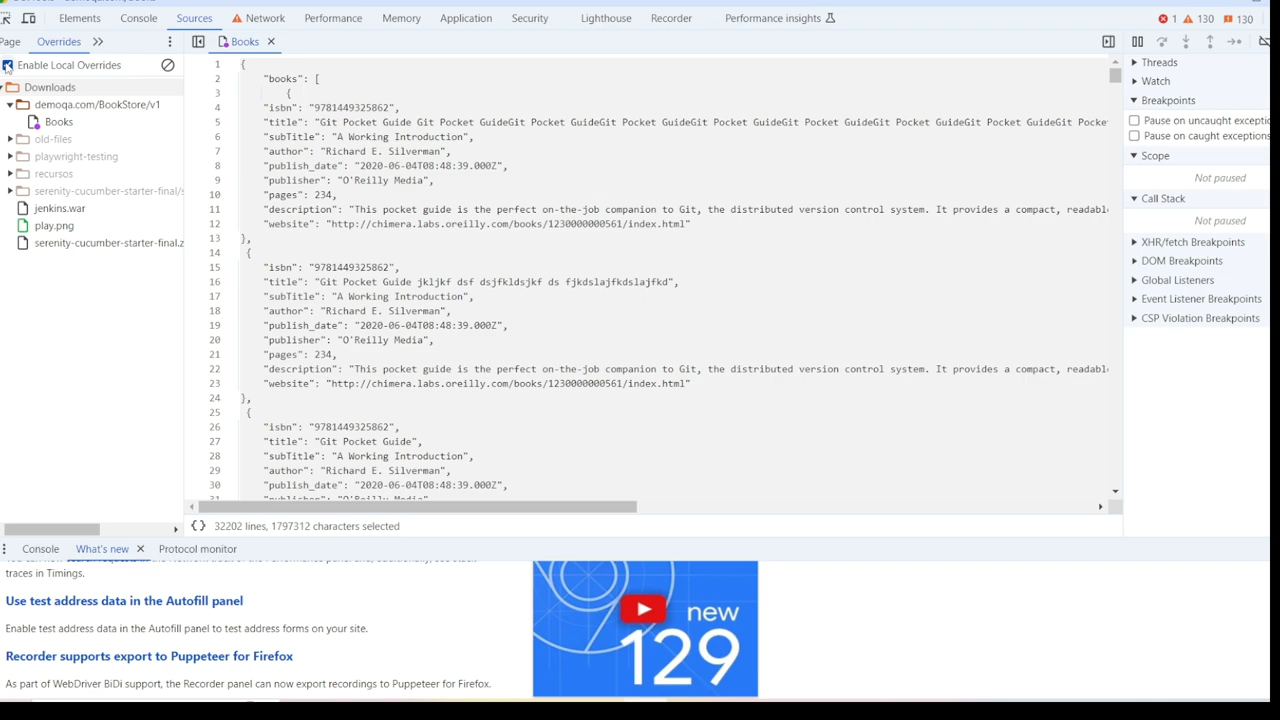 Elements Console Sources Network Performance Memory Application Security Lighthouse Recorder Performance insights 1 130 130
Page Overrides
Books
Enable Local Overrides
Downloads
demoqa.com/BookStore/v1
Books
old-files
playwright-testing
recursos
serenity-cucumber-starter-final/s
jenkins.war
play.png
serenity-cucumber-starter-final.z
1 {
2 "books": [
3 {
4 "isbn": "9781449325862",
5 "title": "Git Pocket Guide Git Pocket GuideGit Pocket GuideGit Pocket GuideGit Pocket GuideGit Pocket GuideGit Pocket GuideGit Pocke
6 "subTitle": "A Working Introduction",
7 "author": "Richard E. Silverman",
8 "publish_date": "2020-06-04T08:48:39.000Z",
9 "publisher": "O'Reilly Media",
10 "pages": 234,
11 "description": "This pocket guide is the perfect on-the-job companion to Git, the distributed version control system. It provides a compact, readabl
12 "website": "http://chimera.labs.oreilly.com/books/1230000000561/index.html"
13 },
14 {
15 "isbn": "9781449325862",
16 "title": "Git Pocket Guide jkljkf dsf dsjfkldsjkf ds fjkdslajfkdslajfkd",
17 "subTitle": "A Working Introduction",
18 "author": "Richard E. Silverman",
19 "publish_date": "2020-06-04T08:48:39.000Z",
20 "publisher": "O'Reilly Media",
21 "pages": 234,
22 "description": "This pocket guide is the perfect on-the-job companion to Git, the distributed version control system. It provides a compact, readabl
23 "website": "http://chimera.labs.oreilly.com/books/1230000000561/index.html"
24 },
25 {
26 "isbn": "9781449325862",
27 "title": "Git Pocket Guide",
28 "subTitle": "A Working Introduction",
29 "author": "Richard E. Silverman",
30 "publish_date": "2020-06-04T08:48:39.000Z",
31 "publisher": "O'Reilly Media",
{} 32202 lines, 1797312 characters selected
Threads
Watch
Breakpoints
Pause on uncaught excepti
Pause on caught exceptions
Scope
Not paused
Call Stack
Not paused
XHR/fetch Breakpoints
DOM Breakpoints
Global Listeners
Event Listener Breakpoints
CSP Violation Breakpoints
Console What's new Protocol monitor
traces in Timings.
Use test address data in the Autofill panel
Enable test address data in the Autofill panel to test address forms on your site.
Recorder supports export to Puppeteer for Firefox
As part of WebDriver BiDi support, the Recorder panel can now export recordings to Puppeteer for Firefox.
new
129